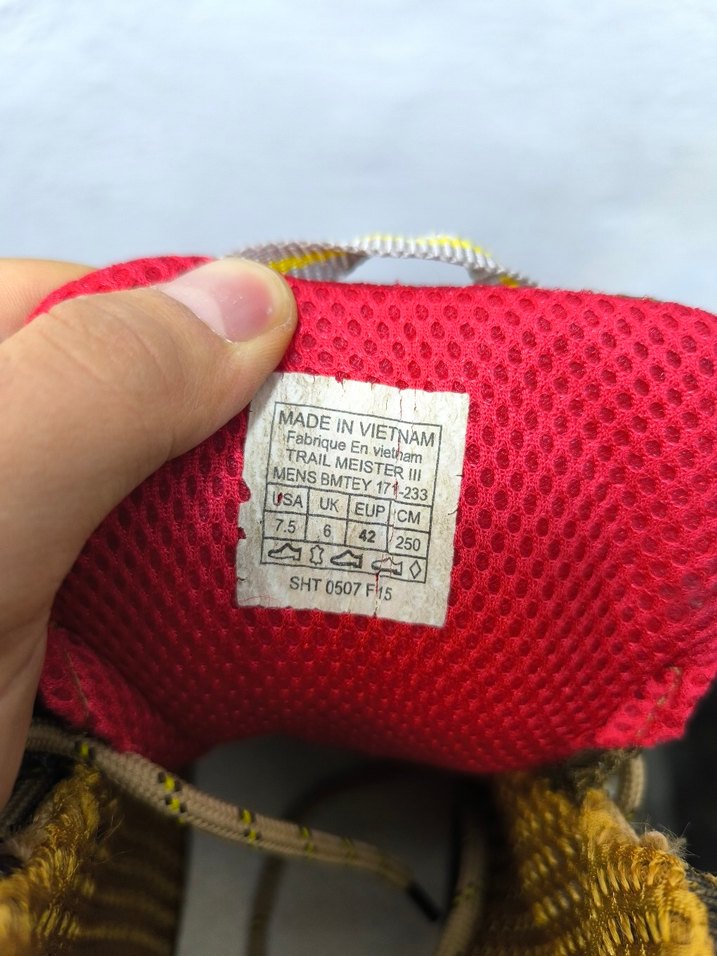 MADE IN VIETNAM
Fabrique En vietnam
TRAIL MEISTER III
MENS BMTEY 171-233
USA UK EUP CM
7.5 6 42 250
SHT 0507 F15